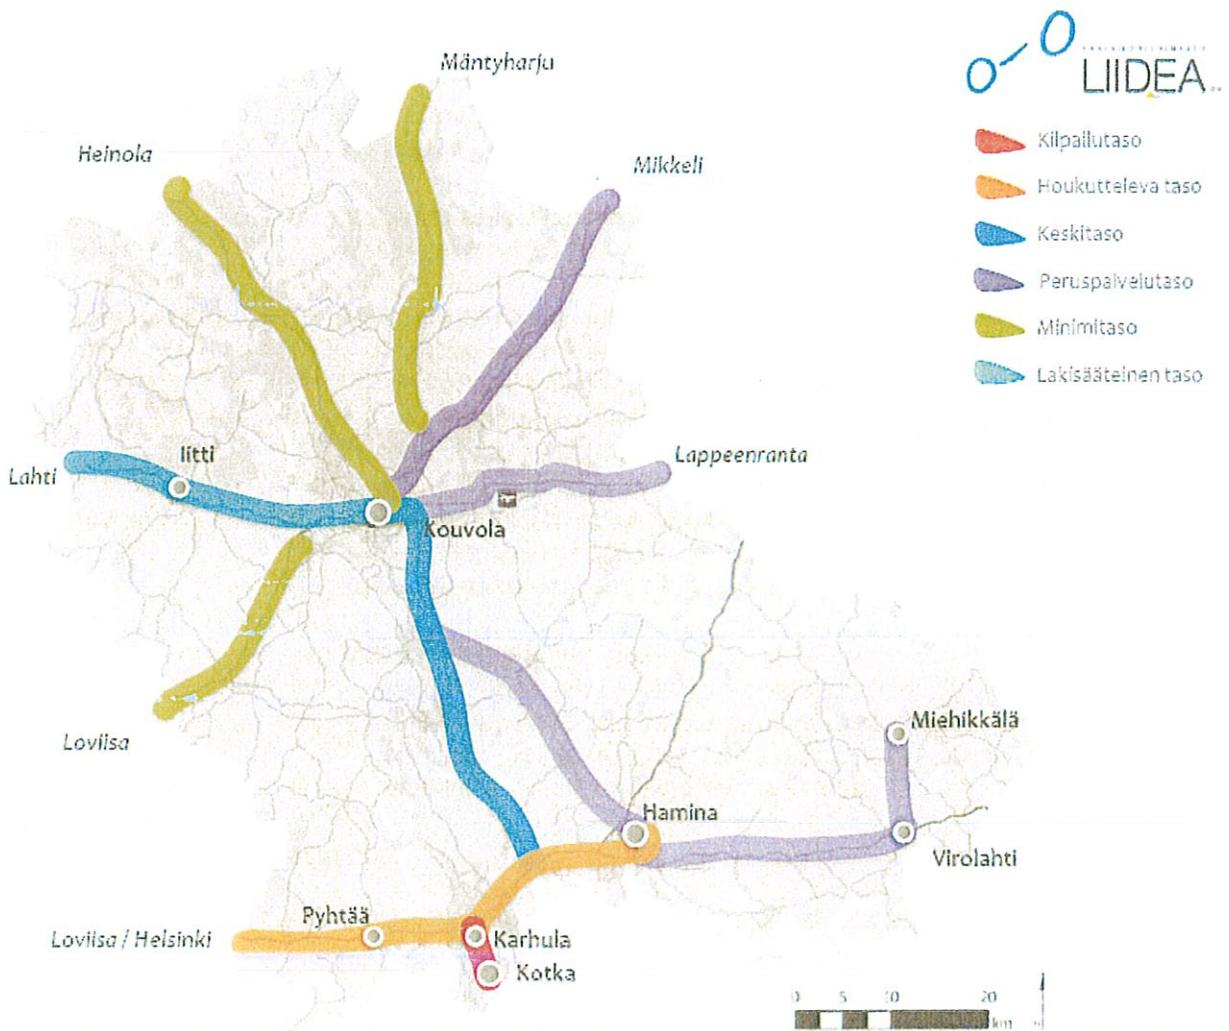 Mäntyharju
LIIDEA
Heinola
Mikkeli
Kilpailutaso
Houkutteleva taso
Keskitaso
Peruspalvelutaso
Minimitaso
Lakisääteinen taso
Iitti
Lahti
Lappeenranta
Kouvola
Loviisa
Miehikkälä
Hamina
Virolahti
Pyhtää
Loviisa / Helsinki
Karhula
Kotka
0 5 10 20
km